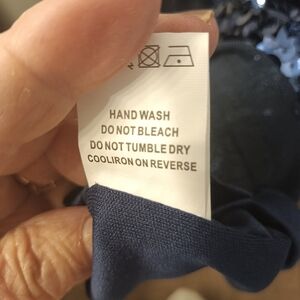 HAND WASH
DO NOT BLEACH
DO NOT TUMBLE DRY
COOLIRON ON REVERSE